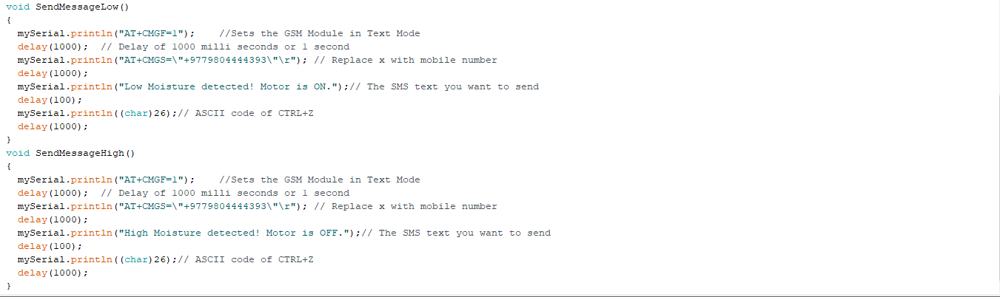 void SendMessageLow()
{
  mySerial.println("AT+CMGF=1");    //Sets the GSM Module in Text Mode
  delay(1000);  // Delay of 1000 milli seconds or 1 second
  mySerial.println("AT+CMGS=\"+9779804444393\"\r"); // Replace x with mobile number
  delay(1000);
  mySerial.println("Low Moisture detected! Motor is ON.");// The SMS text you want to send
  delay(100);
  mySerial.println((char)26);// ASCII code of CTRL+Z
  delay(1000);
}
void SendMessageHigh()
{
  mySerial.println("AT+CMGF=1");    //Sets the GSM Module in Text Mode
  delay(1000);  // Delay of 1000 milli seconds or 1 second
  mySerial.println("AT+CMGS=\"+9779804444393\"\r"); // Replace x with mobile number
  delay(1000);
  mySerial.println("High Moisture detected! Motor is OFF.");// The SMS text you want to send
  delay(100);
  mySerial.println((char)26);// ASCII code of CTRL+Z
  delay(1000);
}